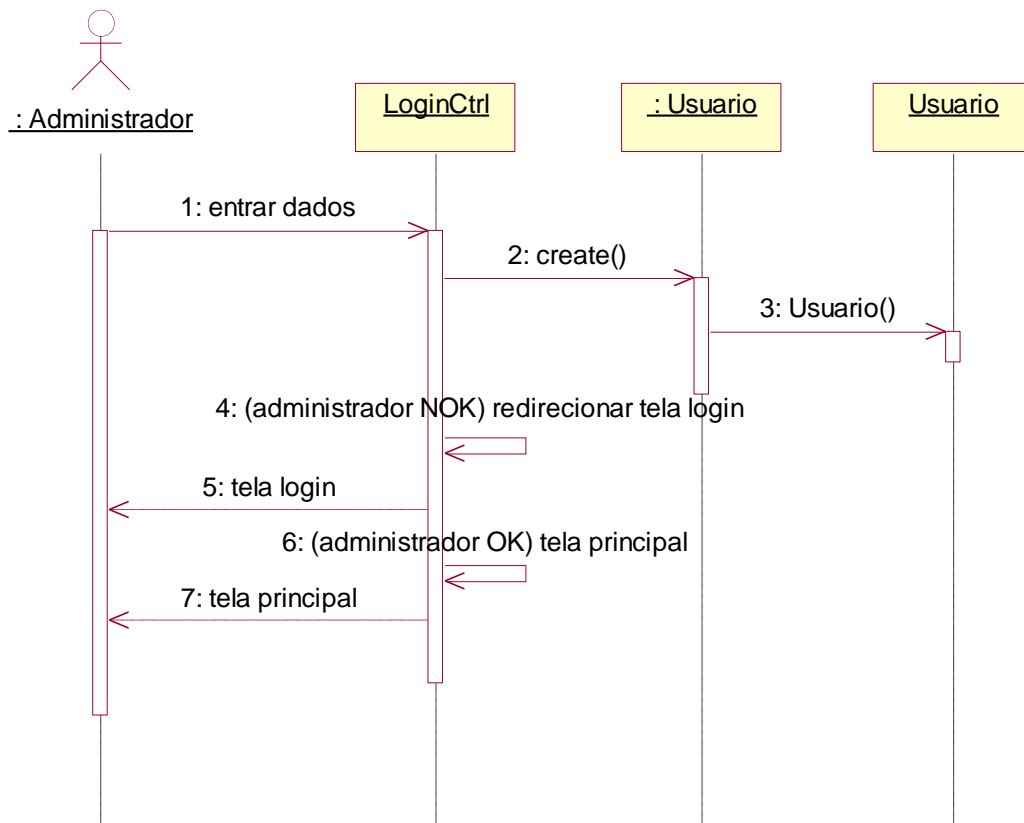 : Administrador
LoginCtrl
: Usuario
Usuario
1: entrar dados
2: create()
3: Usuario()
4: (administrador NOK) redirecionar tela login
5: tela login
6: (administrador OK) tela principal
7: tela principal